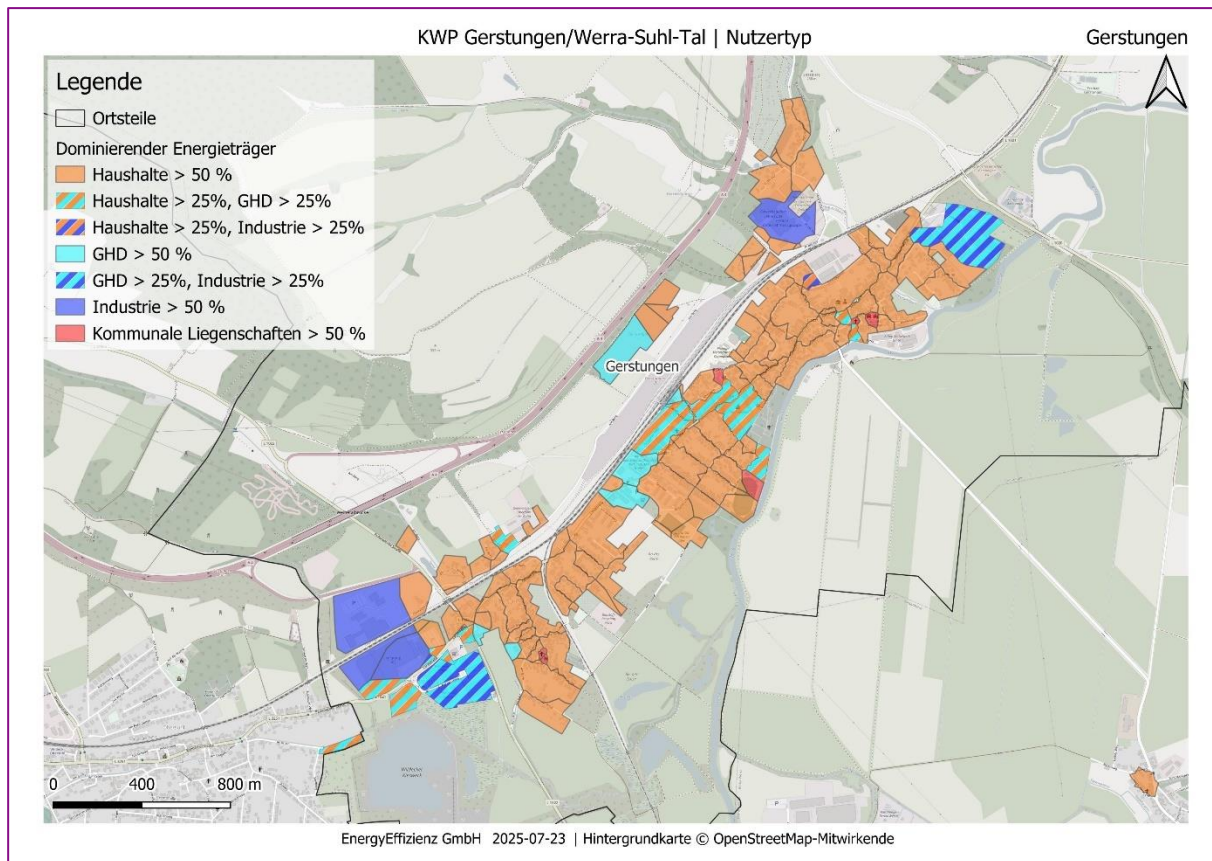 KWP Gerstungen/Werra-Suhl-Tal | Nutzertyp
Gerstungen
Legende
Ortsteile
Dominierender Energieträger
Haushalte > 50 %
Haushalte > 25%, GHD > 25%
Haushalte > 25%, Industrie > 25%
GHD > 50 %
GHD > 25%, Industrie > 25%
Industrie > 50 %
Kommunale Liegenschaften > 50 %
Gerstungen
0 400 800 m
EnergyEffizienz GmbH 2025-07-23 | Hintergrundkarte © OpenStreetMap-Mitwirkende